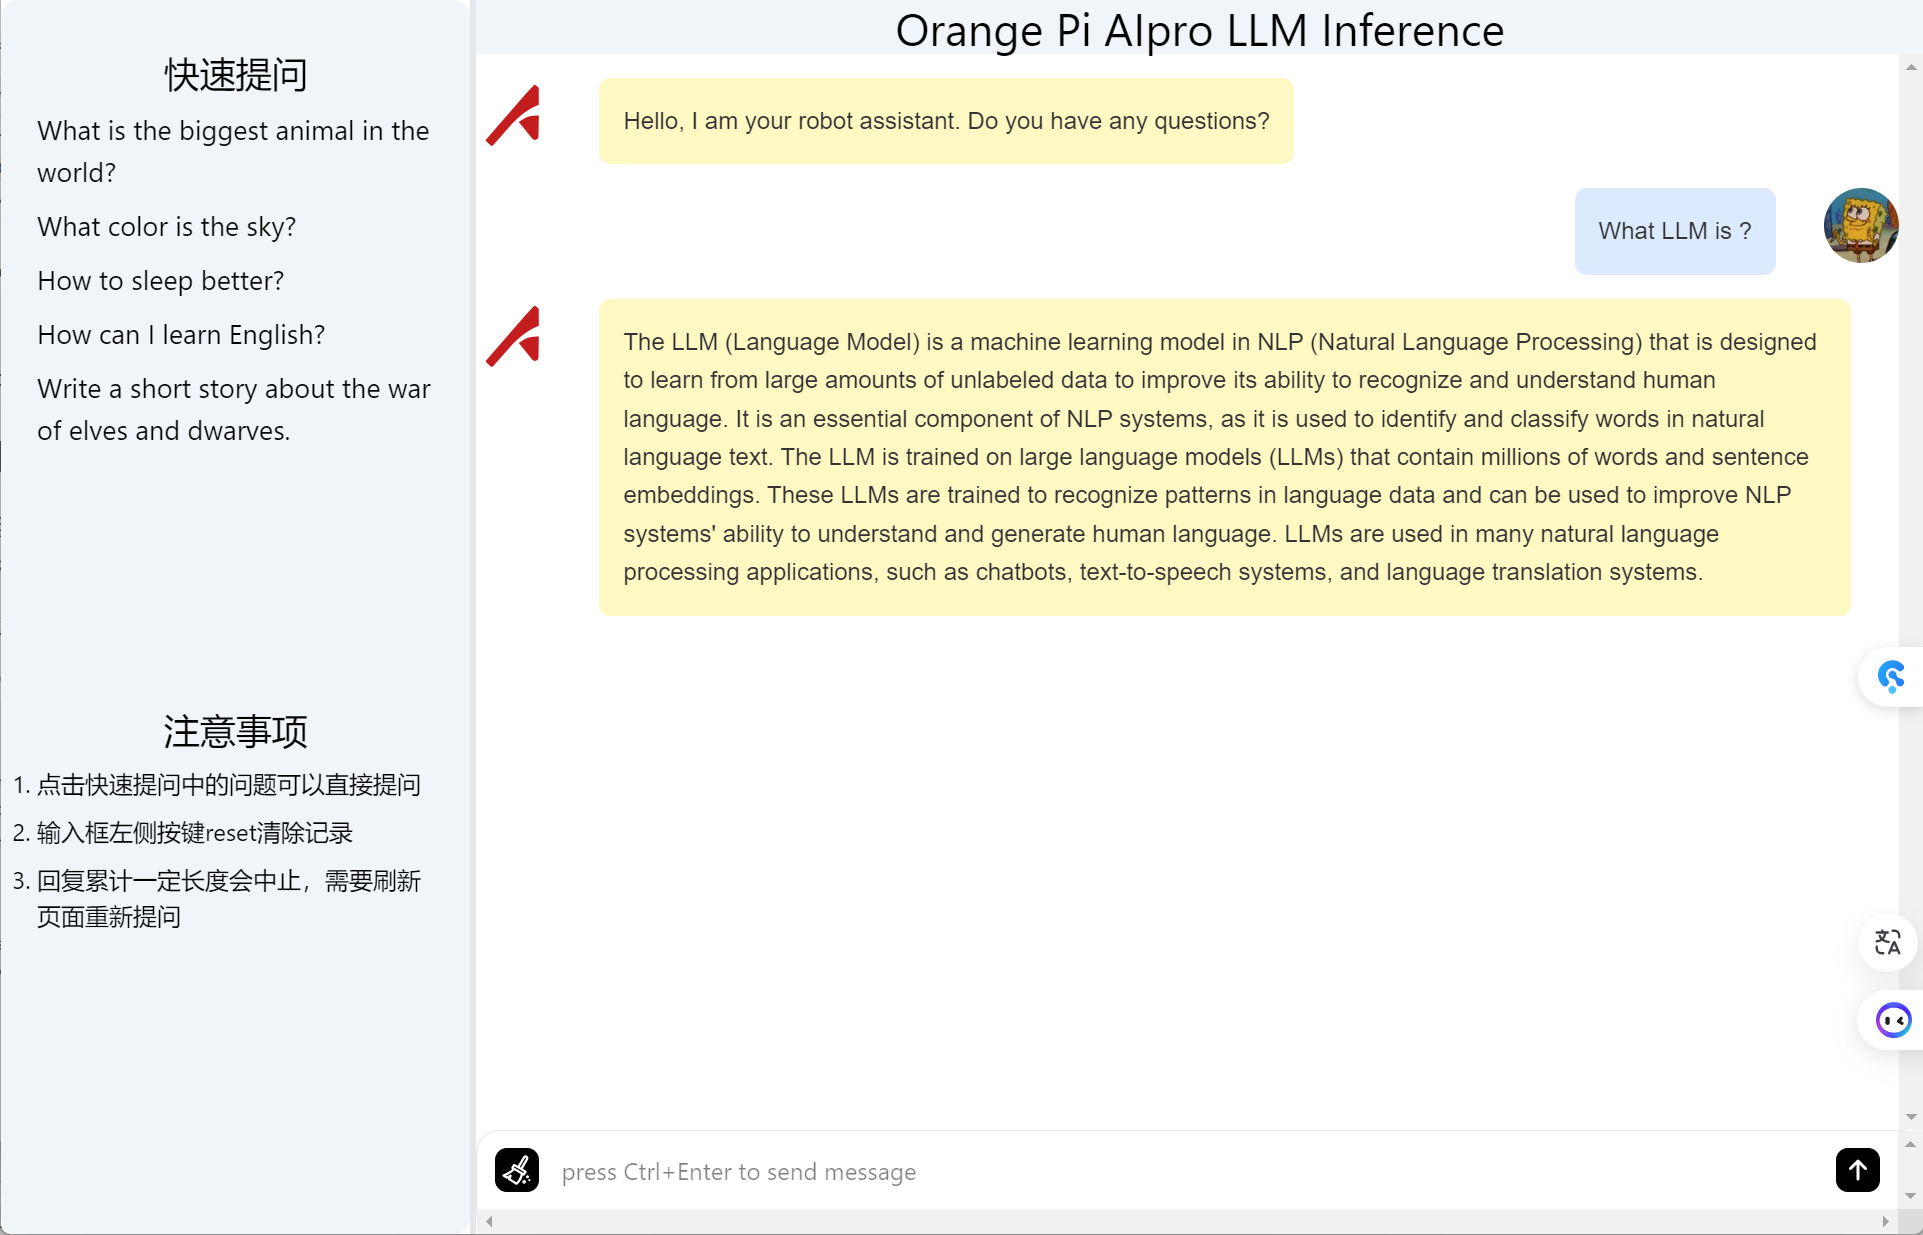 Orange Pi AIpro LLM Inference
快速提问
What is the biggest animal in the
world?
What color is the sky?
How to sleep better?
How can I learn English?
Write a short story about the war
of elves and dwarves.
注意事项
1. 点击快速提问中的问题可以直接提问
2. 输入框左侧按键reset清除记录
3. 回复累计一定长度会中止，需要刷新
页面重新提问
Hello, I am your robot assistant. Do you have any questions?
What LLM is ?
The LLM (Language Model) is a machine learning model in NLP (Natural Language Processing) that is designed
to learn from large amounts of unlabeled data to improve its ability to recognize and understand human
language. It is an essential component of NLP systems, as it is used to identify and classify words in natural
language text. The LLM is trained on large language models (LLMs) that contain millions of words and sentence
embeddings. These LLMs are trained to recognize patterns in language data and can be used to improve NLP
systems' ability to understand and generate human language. LLMs are used in many natural language
processing applications, such as chatbots, text-to-speech systems, and language translation systems.
press Ctrl+Enter to send message